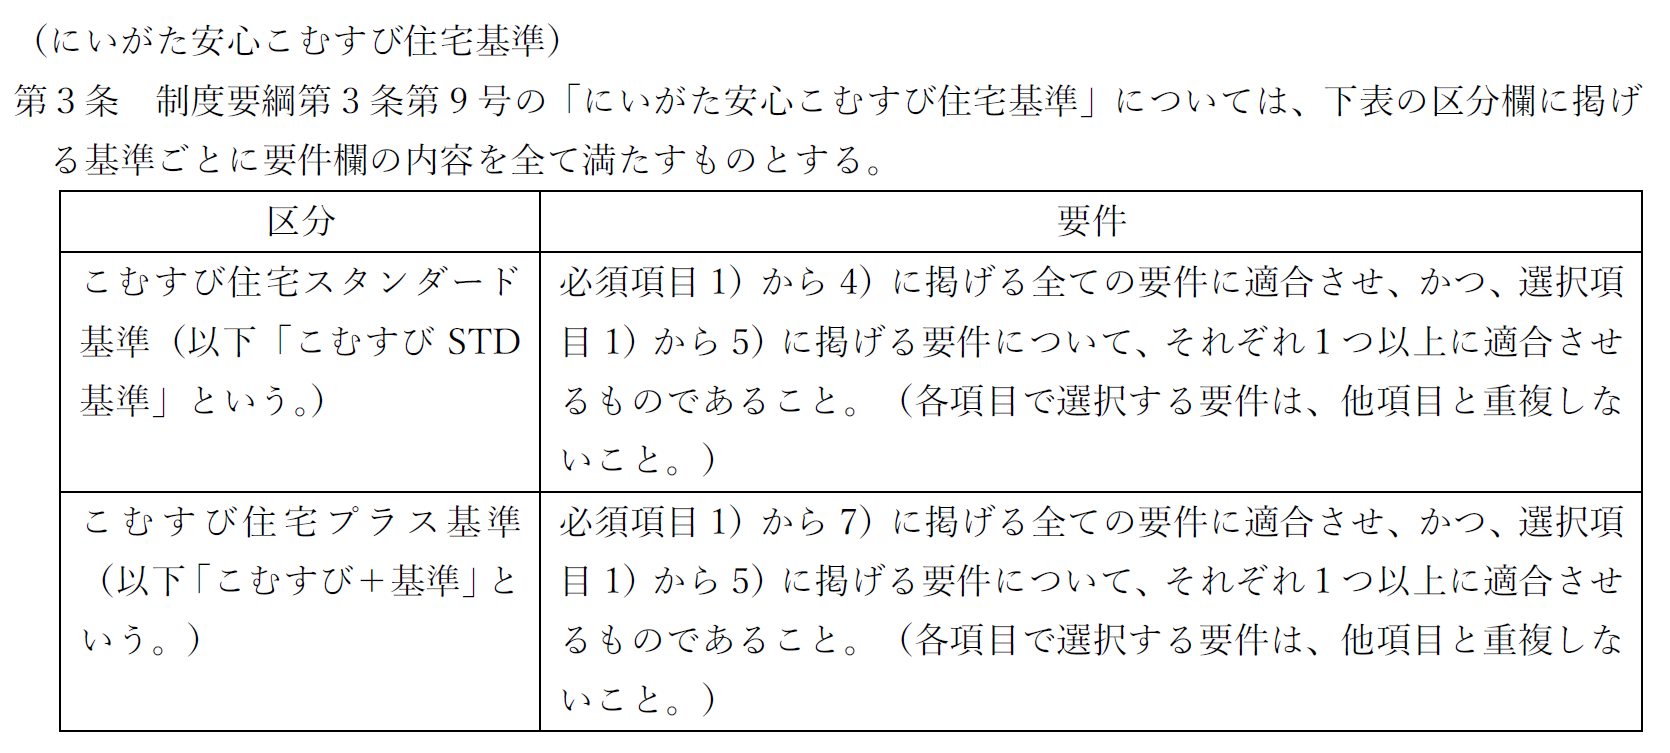 （にいがた安心こむすび住宅基準）
第３条　制度要綱第３条第９号の「にいがた安心こむすび住宅基準」については、下表の区分欄に掲げ
る基準ごとに要件欄の内容を全て満たすものとする。
区分
要件
こむすび住宅スタンダード
基準（以下「こむすび STD
基準」という。）
必須項目 1）から 4）に掲げる全ての要件に適合させ、かつ、選択項
目 1）から 5）に掲げる要件について、それぞれ１つ以上に適合させ
るものであること。（各項目で選択する要件は、他項目と重複しな
いこと。）
こむすび住宅プラス基準
（以下「こむすび＋基準」と
いう。）
必須項目 1）から 7）に掲げる全ての要件に適合させ、かつ、選択項
目 1）から 5）に掲げる要件について、それぞれ１つ以上に適合させ
るものであること。（各項目で選択する要件は、他項目と重複しな
いこと。）